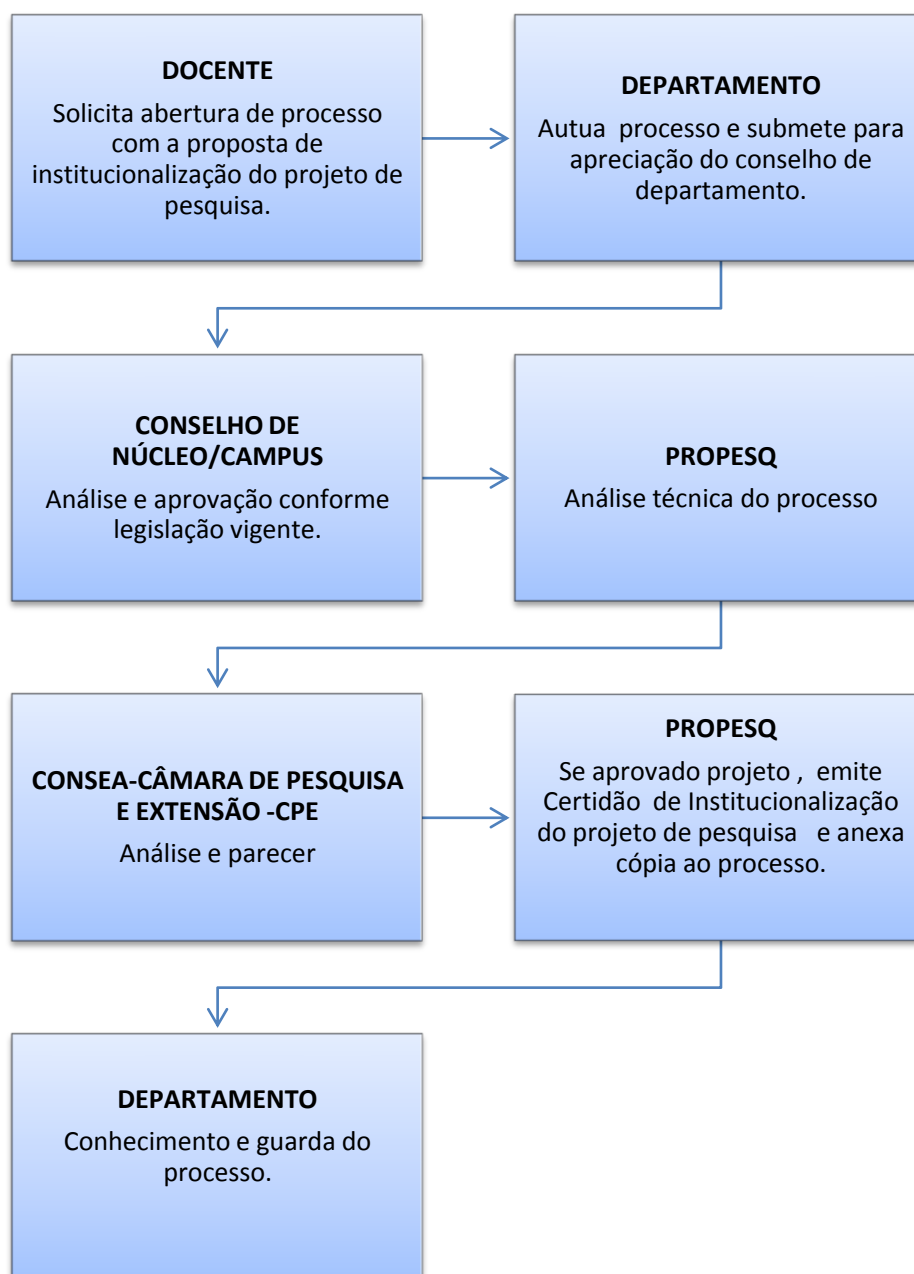 DOCENTE
Solicita abertura de processo
com a proposta de
institucionalização do projeto de
pesquisa.
DEPARTAMENTO
Autua processo e submete para
apreciação do conselho de
departamento.
CONSELHO DE
NÚCLEO/CAMPUS
Análise e aprovação conforme
legislação vigente.
PROPESQ
Análise técnica do processo
CONSEA-CÂMARA DE PESQUISA
E EXTENSÃO -CPE
Análise e parecer
PROPESQ
Se aprovado projeto , emite
Certidão de Institucionalização
do projeto de pesquisa e anexa
cópia ao processo.
DEPARTAMENTO
Conhecimento e guarda do
processo.